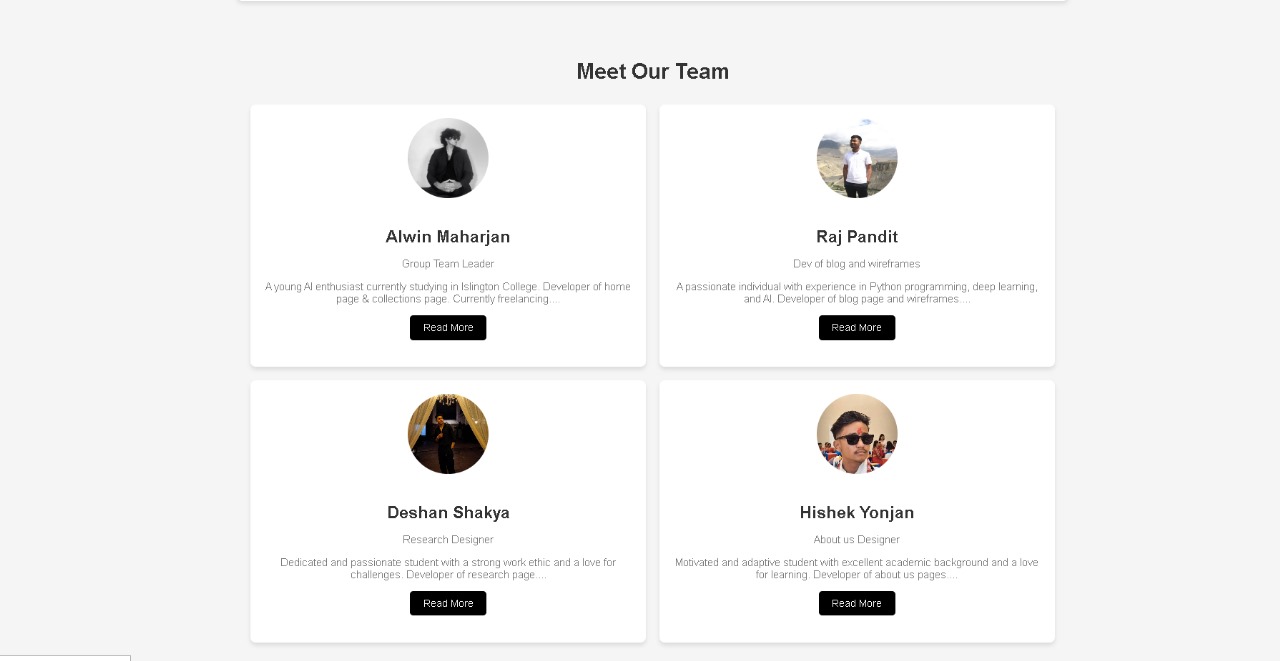 Meet Our Team
Alwin Maharjan
Group Team Leader
A young AI enthusiast currently studying in Islington College. Developer of home
page & collections page. Currently freelancing....
Read More
Raj Pandit
Dev of blog and wireframes
A passionate individual with experience in Python programming, deep learning,
and AI. Developer of blog page and wireframes....
Read More
Deshan Shakya
Research Designer
Dedicated and passionate student with a strong work ethic and a love for
challenges. Developer of research page....
Read More
Hishek Yonjan
About us Designer
Motivated and adaptive student with excellent academic background and a love
for learning. Developer of about us pages....
Read More